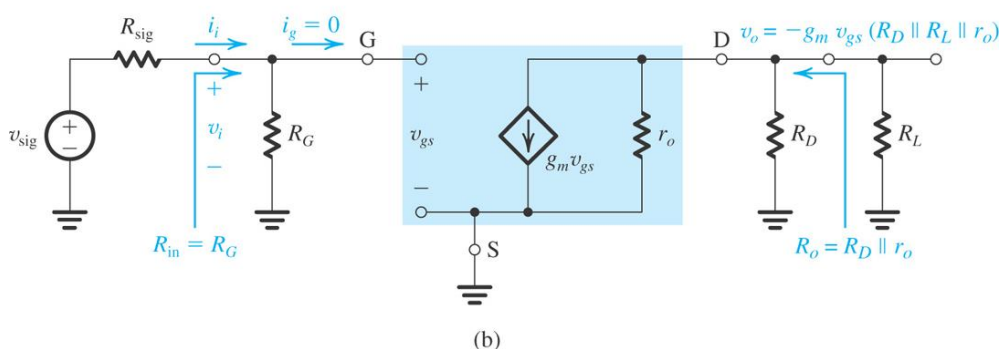 R_sig
i_i
i_g = 0
G
D
v_o = −g_m v_gs (R_D ∥ R_L ∥ r_o)
v_sig
+
−
+
v_i
−
R_G
+
v_gs
−
g_m v_gs
r_o
R_D
R_L
R_in = R_G
S
R_o = R_D ∥ r_o
(b)